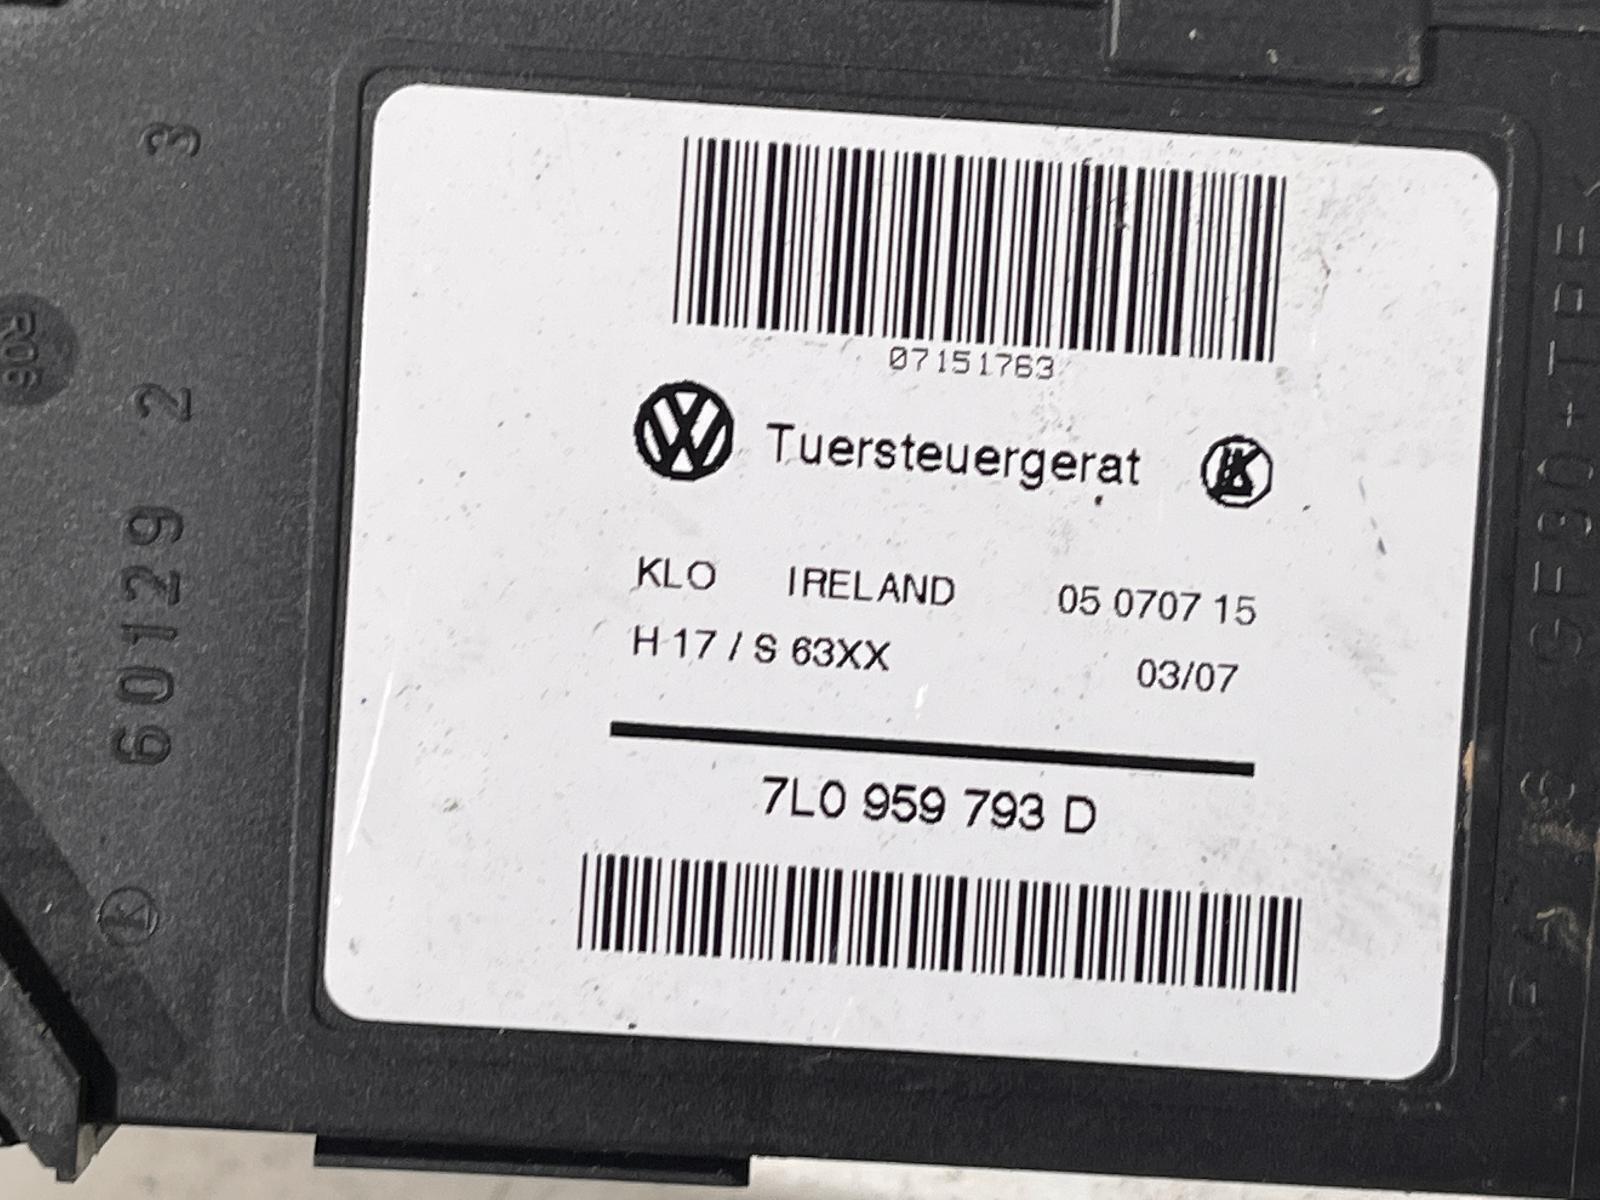 07151763
Tuersteuergerat
KLO IRELAND 05 0707 15
H 17 / S 63XX 03/07
7L0 959 793 D
60129 2 3
R06